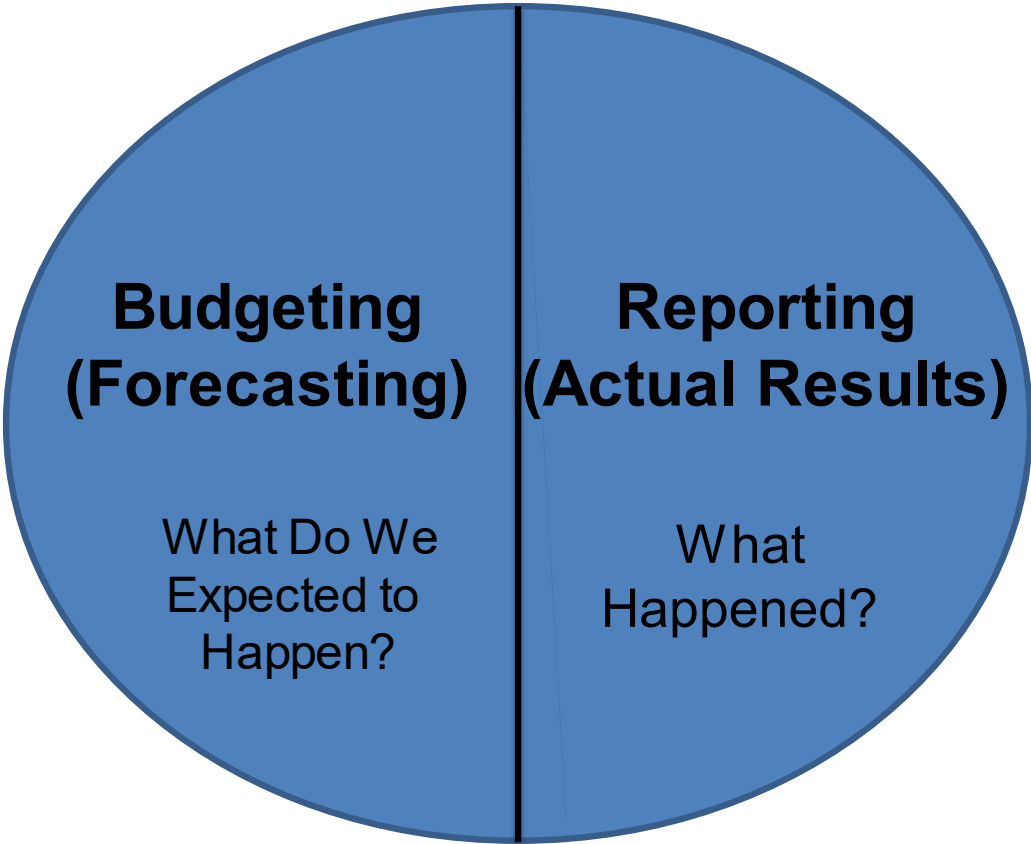 Budgeting
(Forecasting)
What Do We
Expected to
Happen?
Reporting
(Actual Results)
What
Happened?